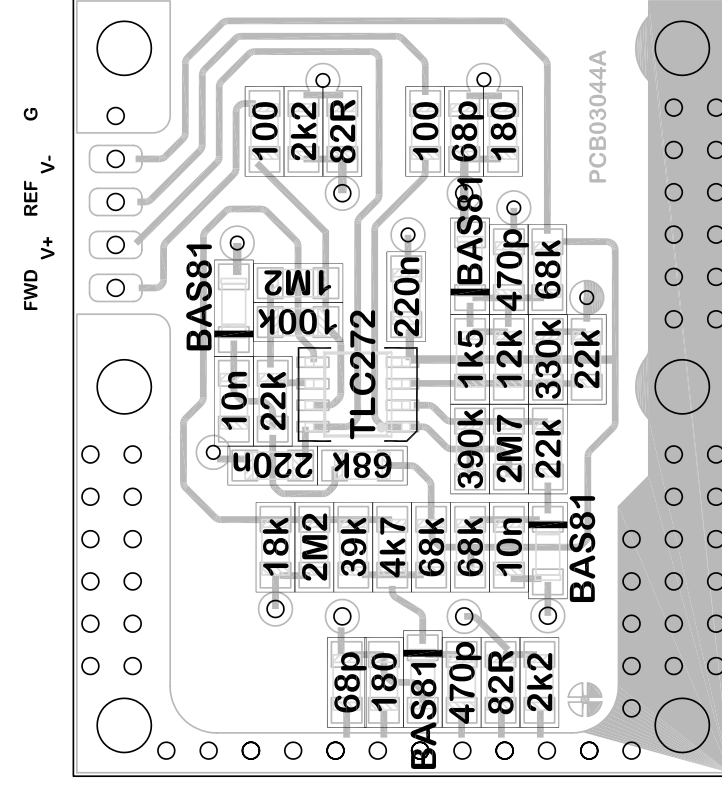 G
V-
REF
V+
FWD
PCB03044A
100
2k2
82R
100
68p
180
BAS81
BAS81
470p
68k
1M2
100k
220n
TLC272
1k5
12k
330k
22k
10n
22k
390k
2M7
22k
220n
68k
18k
2M2
39k
4k7
68k
68k
10n
BAS81
68p
180
BAS81
470p
82R
2k2